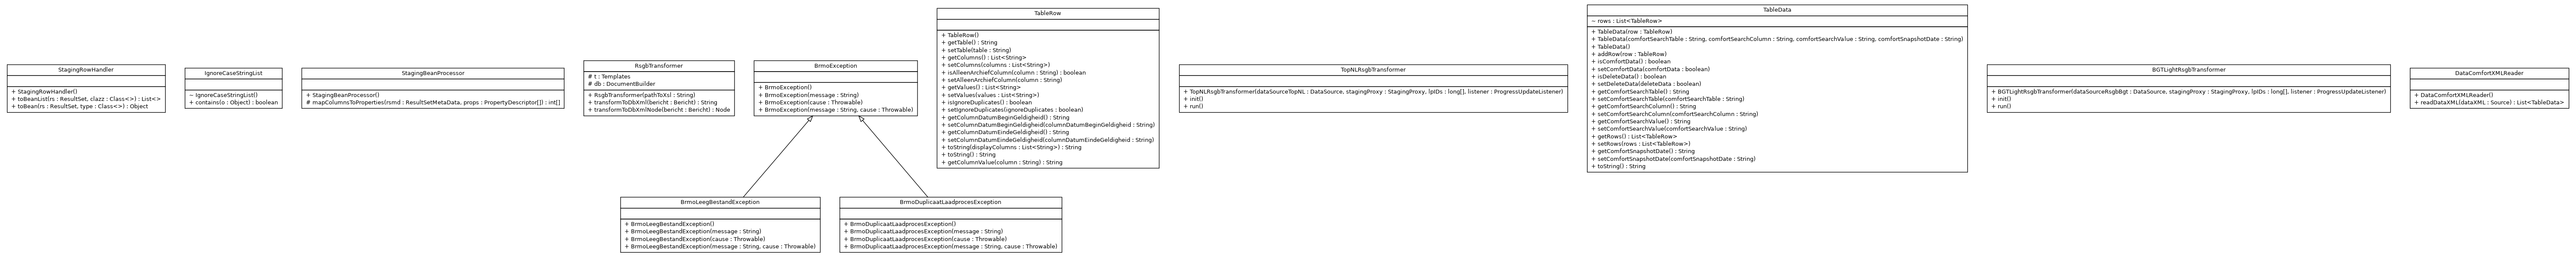 StagingRowHandler
+ StagingRowHandler()
+ toBeanList(rs : ResultSet, clazz : Class<>) : List<>
+ toBean(rs : ResultSet, type : Class<>) : Object
IgnoreCaseStringList
~ IgnoreCaseStringList()
+ contains(o : Object) : boolean
StagingBeanProcessor
+ StagingBeanProcessor()
# mapColumnsToProperties(rsmd : ResultSetMetaData, props : PropertyDescriptor[]) : int[]
RsgbTransformer
# t : Templates
# db : DocumentBuilder
+ RsgbTransformer(pathToXsl : String)
+ transformToDbXml(bericht : Bericht) : String
+ transformToDbXmlNode(bericht : Bericht) : Node
BrmoException
+ BrmoException()
+ BrmoException(message : String)
+ BrmoException(cause : Throwable)
+ BrmoException(message : String, cause : Throwable)
TableRow
+ TableRow()
+ getTable() : String
+ setTable(table : String)
+ getColumns() : List<String>
+ setColumns(columns : List<String>)
+ isAlleenArchiefColumn(column : String) : boolean
+ setAlleenArchiefColumn(column : String)
+ getValues() : List<String>
+ setValues(values : List<String>)
+ isIgnoreDuplicates() : boolean
+ setIgnoreDuplicates(ignoreDuplicates : boolean)
+ getColumnDatumBeginGeldigheid() : String
+ setColumnDatumBeginGeldigheid(columnDatumBeginGeldigheid : String)
+ getColumnDatumEindeGeldigheid() : String
+ setColumnDatumEindeGeldigheid(columnDatumEindeGeldigheid : String)
+ toString(displayColumns : List<String>) : String
+ toString() : String
+ getColumnValue(column : String) : String
TopNLRsgbTransformer
+ TopNLRsgbTransformer(dataSourceTopNL : DataSource, stagingProxy : StagingProxy, lpIDs : long[], listener : ProgressUpdateListener)
+ init()
+ run()
TableData
~ rows : List<TableRow>
+ TableData(row : TableRow)
+ TableData(comfortSearchTable : String, comfortSearchColumn : String, comfortSearchValue : String, comfortSnapshotDate : String)
+ TableData()
+ addRow(row : TableRow)
+ isComfortData() : boolean
+ setComfortData(comfortData : boolean)
+ isDeleteData() : boolean
+ setDeleteData(deleteData : boolean)
+ getComfortSearchTable() : String
+ setComfortSearchTable(comfortSearchTable : String)
+ getComfortSearchColumn() : String
+ setComfortSearchColumn(comfortSearchColumn : String)
+ getComfortSearchValue() : String
+ setComfortSearchValue(comfortSearchValue : String)
+ getRows() : List<TableRow>
+ setRows(rows : List<TableRow>)
+ getComfortSnapshotDate() : String
+ setComfortSnapshotDate(comfortSnapshotDate : String)
+ toString() : String
BGTLightRsgbTransformer
+ BGTLightRsgbTransformer(dataSourceRsgbBgt : DataSource, stagingProxy : StagingProxy, lpIDs : long[], listener : ProgressUpdateListener)
+ init()
+ run()
DataComfortXMLReader
+ DataComfortXMLReader()
+ readDataXML(dataXML : Source) : List<TableData>
BrmoLeegBestandException
+ BrmoLeegBestandException()
+ BrmoLeegBestandException(message : String)
+ BrmoLeegBestandException(cause : Throwable)
+ BrmoLeegBestandException(message : String, cause : Throwable)
BrmoDuplicaatLaadprocesException
+ BrmoDuplicaatLaadprocesException()
+ BrmoDuplicaatLaadprocesException(message : String)
+ BrmoDuplicaatLaadprocesException(cause : Throwable)
+ BrmoDuplicaatLaadprocesException(message : String, cause : Throwable)